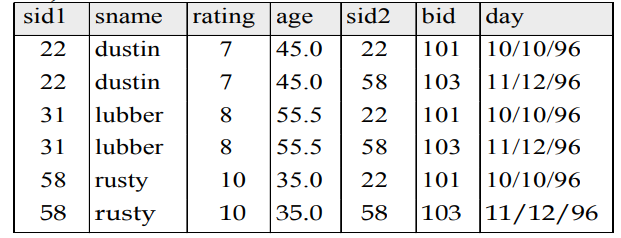 sid1 sname rating age sid2 bid day
22 dustin 7 45.0 22 101 10/10/96
22 dustin 7 45.0 58 103 11/12/96
31 lubber 8 55.5 22 101 10/10/96
31 lubber 8 55.5 58 103 11/12/96
58 rusty 10 35.0 22 101 10/10/96
58 rusty 10 35.0 58 103 11/12/96